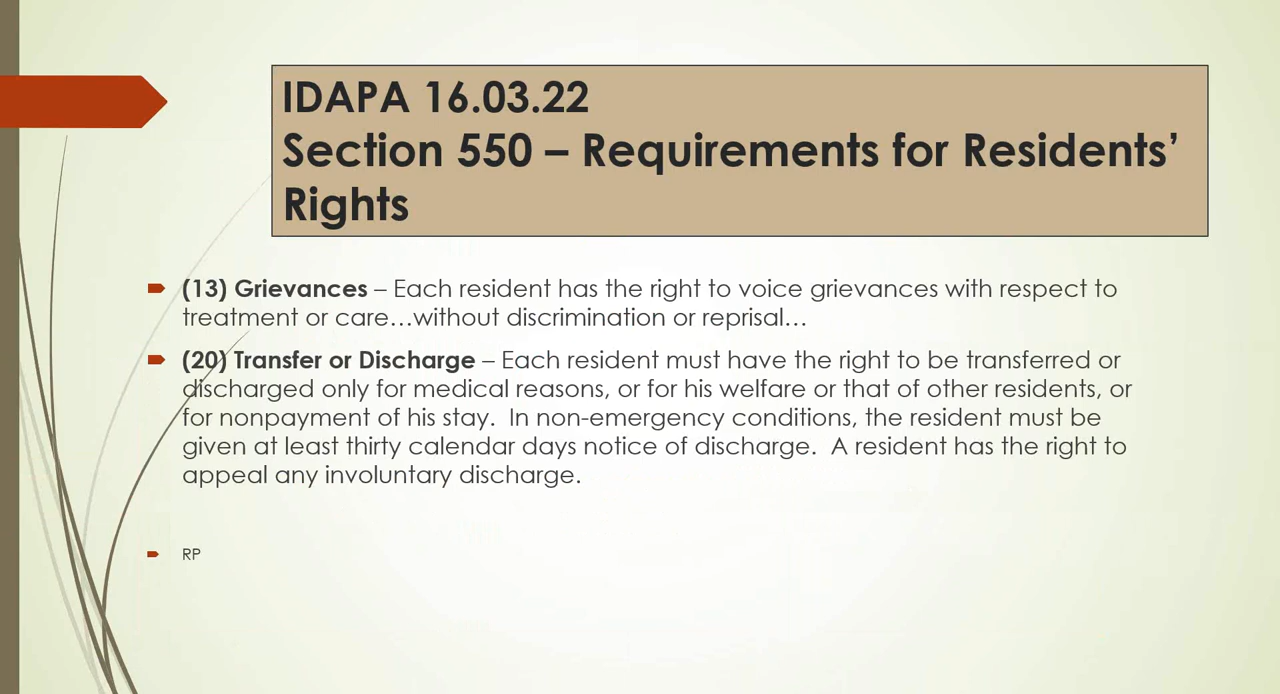 IDAPA 16.03.22
Section 550 – Requirements for Residents’
Rights
(13) Grievances – Each resident has the right to voice grievances with respect to
treatment or care…without discrimination or reprisal…
(20) Transfer or Discharge – Each resident must have the right to be transferred or
discharged only for medical reasons, or for his welfare or that of other residents, or
for nonpayment of his stay.  In non-emergency conditions, the resident must be
given at least thirty calendar days notice of discharge.  A resident has the right to
appeal any involuntary discharge.
RP